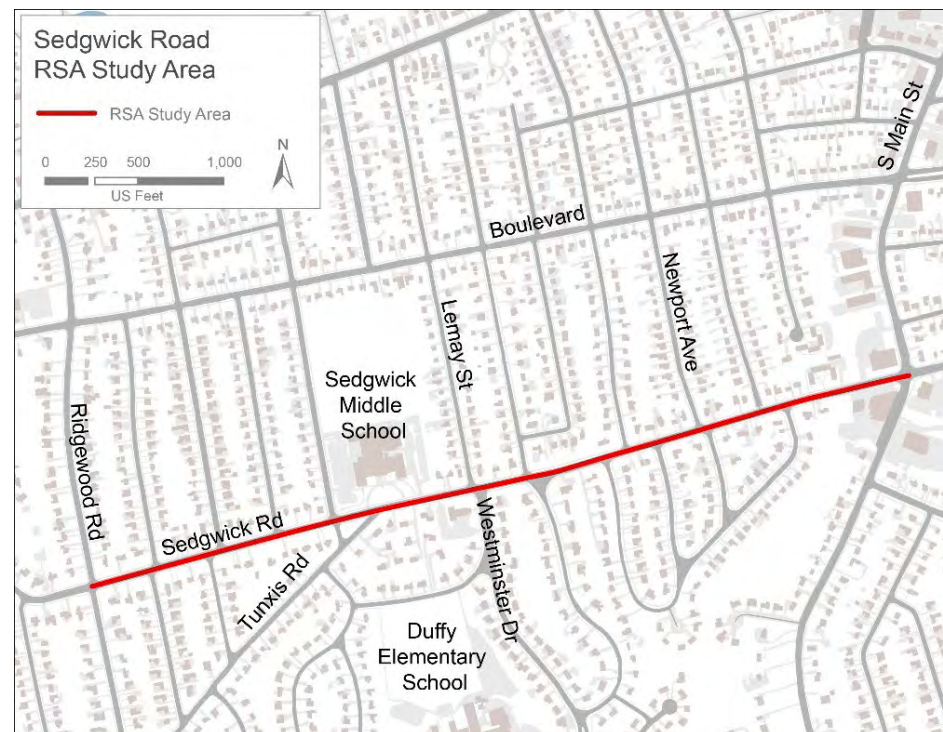 Sedgwick Road
RSA Study Area
RSA Study Area
0 250 500 1,000
US Feet
N
S Main St
Boulevard
Newport Ave
Lemay St
Sedgwick
Middle
School
Ridgewood Rd
Sedgwick Rd
Tunxis Rd
Westminster Dr
Duffy
Elementary
School